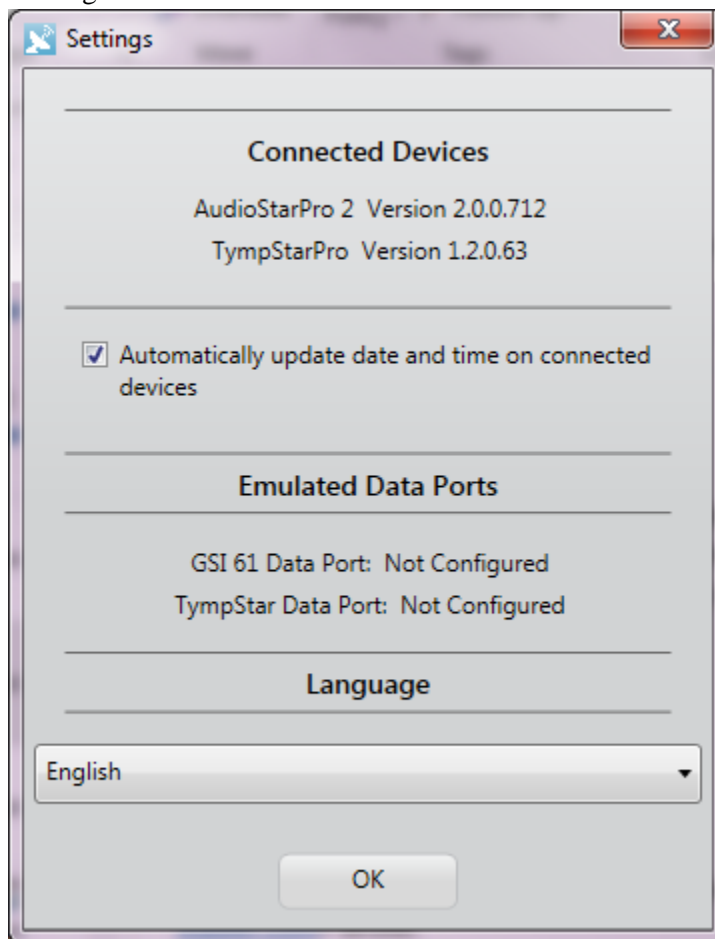 Settings
Connected Devices
AudioStarPro 2 Version 2.0.0.712
TympStarPro Version 1.2.0.63
Automatically update date and time on connected
devices
Emulated Data Ports
GSI 61 Data Port: Not Configured
TympStar Data Port: Not Configured
Language
English
OK